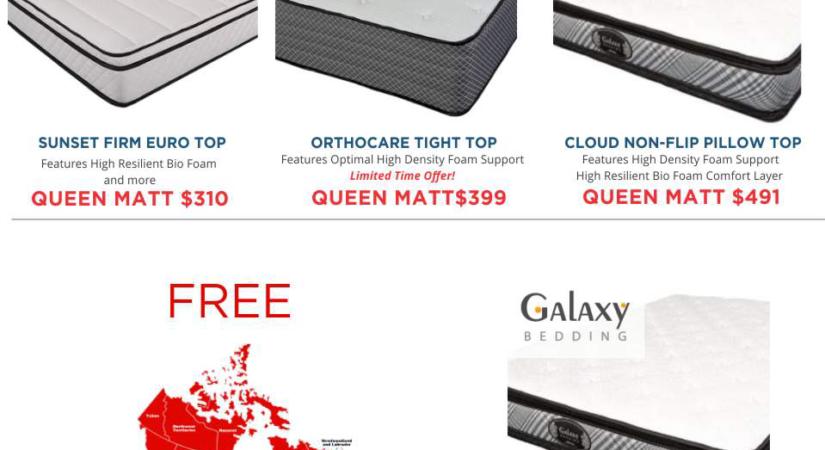 SUNSET FIRM EURO TOP
Features High Resilient Bio Foam
and more
QUEEN MATT $310
ORTHOCARE TIGHT TOP
Features Optimal High Density Foam Support
Limited Time Offer!
QUEEN MATT$399
CLOUD NON-FLIP PILLOW TOP
Features High Density Foam Support
High Resilient Bio Foam Comfort Layer
QUEEN MATT $491
FREE
Yukon
Northwest
Territories
Nunavut
Newfoundland
and Labrador
Galaxy
BEDDING
Galaxy
Galaxy